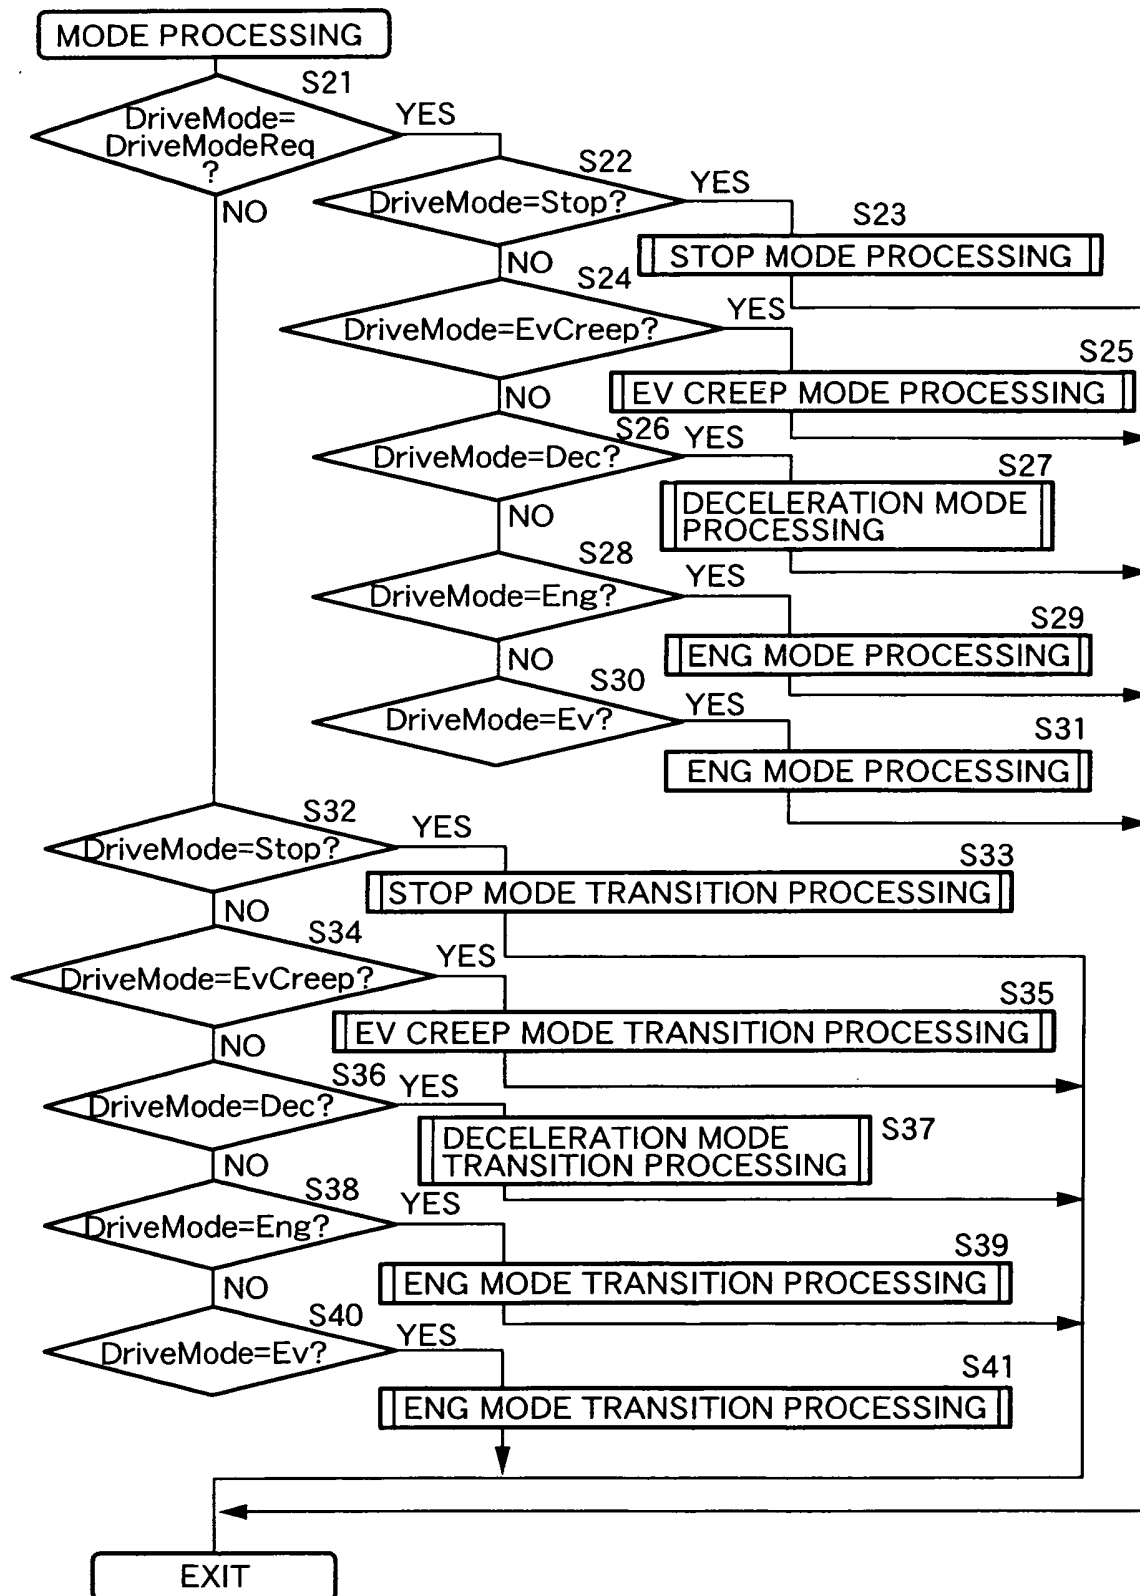 MODE PROCESSING
S21
DriveMode=
DriveModeReq
?
YES
NO
S22
DriveMode=Stop?
YES
S23
STOP MODE PROCESSING
NO
S24
DriveMode=EvCreep?
YES
S25
EV CREEP MODE PROCESSING
NO
S26
DriveMode=Dec?
YES
S27
DECELERATION MODE
PROCESSING
NO
S28
DriveMode=Eng?
YES
S29
ENG MODE PROCESSING
NO
S30
DriveMode=Ev?
YES
S31
ENG MODE PROCESSING
S32
DriveMode=Stop?
YES
S33
STOP MODE TRANSITION PROCESSING
NO
S34
DriveMode=EvCreep?
YES
S35
EV CREEP MODE TRANSITION PROCESSING
NO
S36
DriveMode=Dec?
YES
S37
DECELERATION MODE
TRANSITION PROCESSING
NO
S38
DriveMode=Eng?
YES
S39
ENG MODE TRANSITION PROCESSING
NO
S40
DriveMode=Ev?
YES
S41
ENG MODE TRANSITION PROCESSING
EXIT